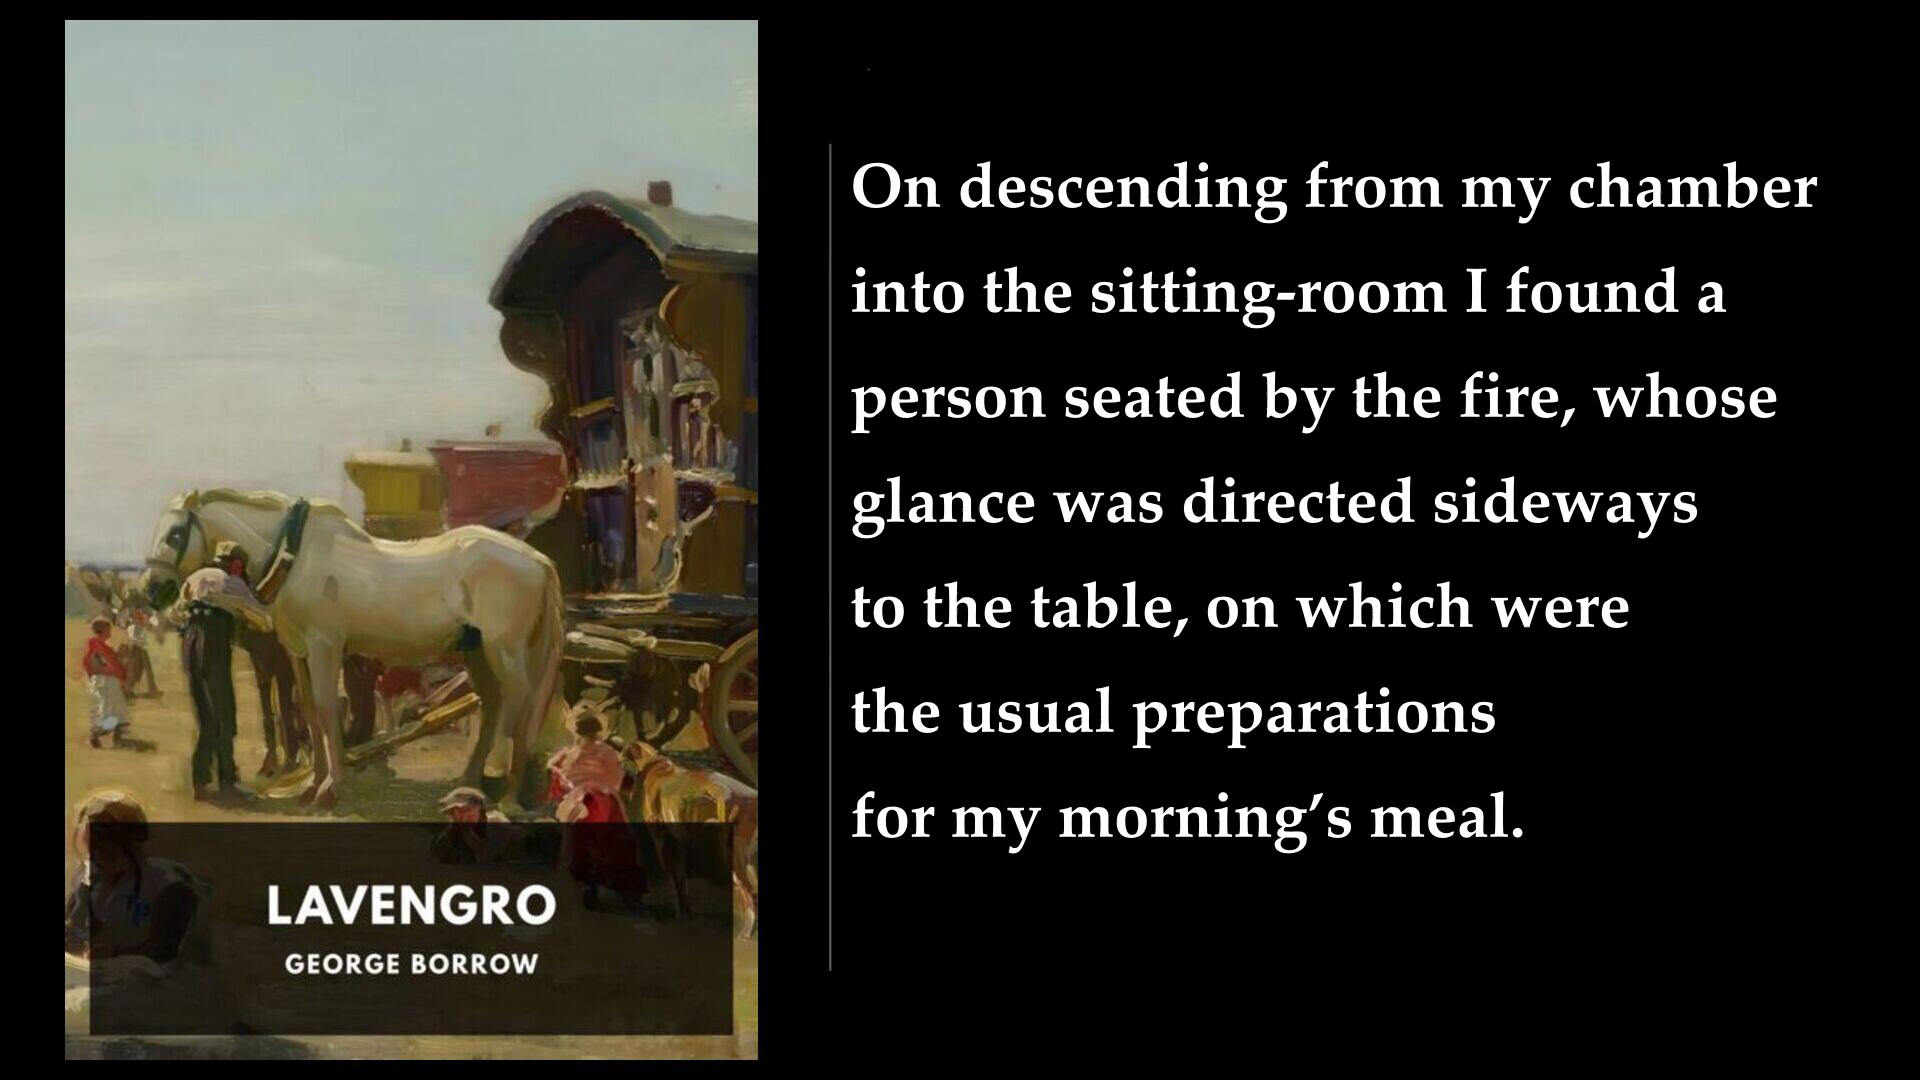 On descending from my chamber
into the sitting-room I found a
person seated by the fire, whose
glance was directed sideways
to the table, on which were
the usual preparations
for my morning’s meal.
LAVENGRO
GEORGE BORROW